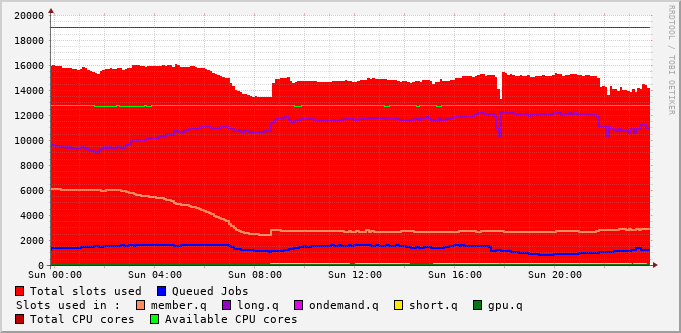 20000
18000
16000
14000
12000
10000
8000
6000
4000
2000
0
Sun 00:00 Sun 04:00 Sun 08:00 Sun 12:00 Sun 16:00 Sun 20:00
Total slots used Queued Jobs
Slots used in : member.q long.q ondemand.q short.q gpu.q
Total CPU cores Available CPU cores
RRDTOOL / TOBI OETIKER